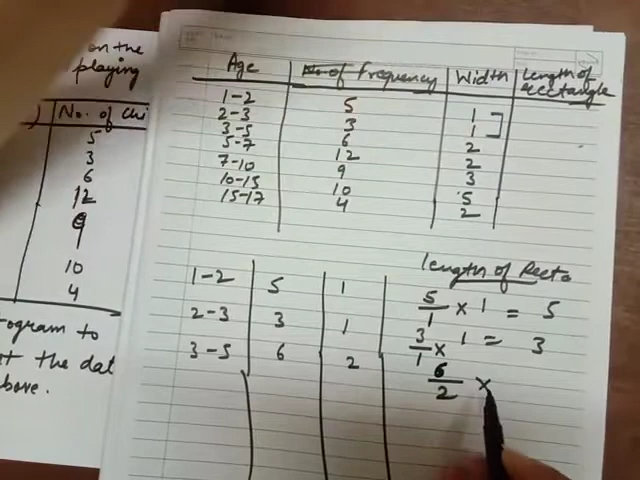 on the
playing
No. of Chi
5
3
6
12
9
10
4
ogram to
t the dat
bove.
Age Frequency Width Length of
Rectangle
1-2 5 1
2-3 3 1
3-5 6 2
5-7 12 2
7-10 9 3
10-15 10 5
15-17 4 2
length of Recta
1-2 5 1 5/1 × 1 = 5
2-3 3 1 3/1 × 1 = 3
3-5 6 2 6/2 ×